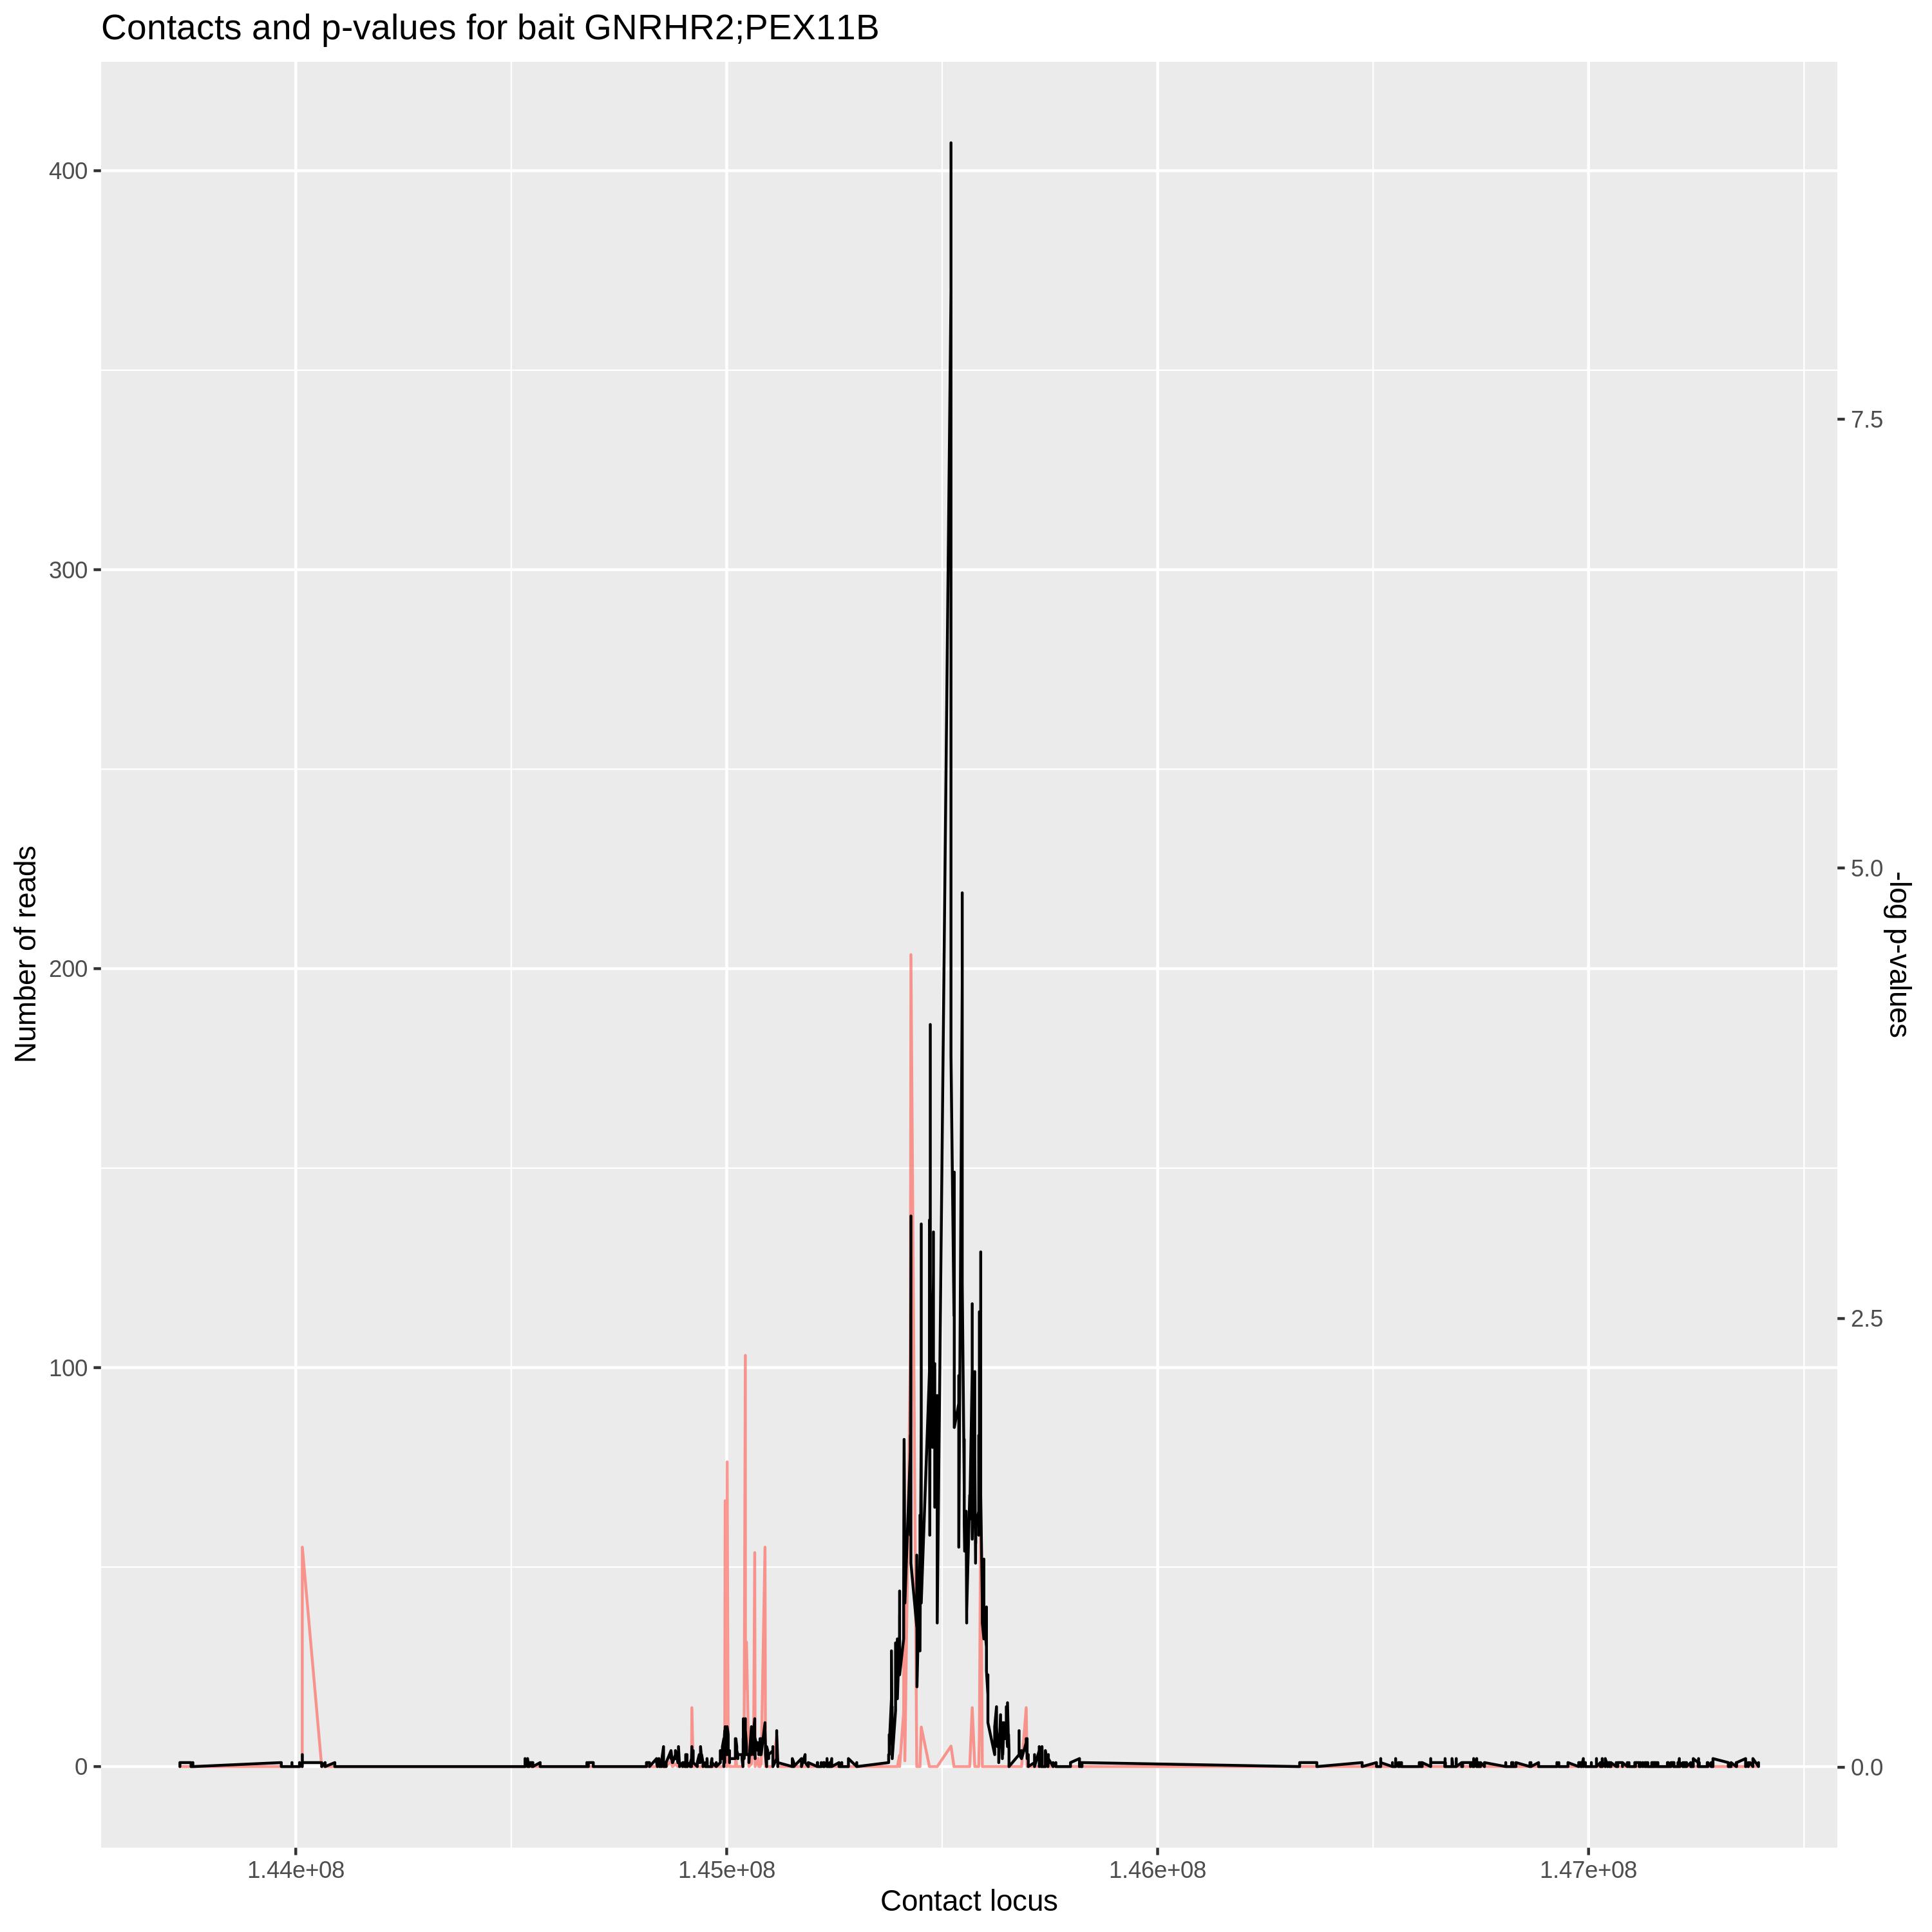 Contacts and p-values for bait GNRHR2;PEX11B
400
300
200
100
0
Number of reads
7.5
5.0
2.5
0.0
-log p-values
1.44e+08
1.45e+08
1.46e+08
1.47e+08
Contact locus